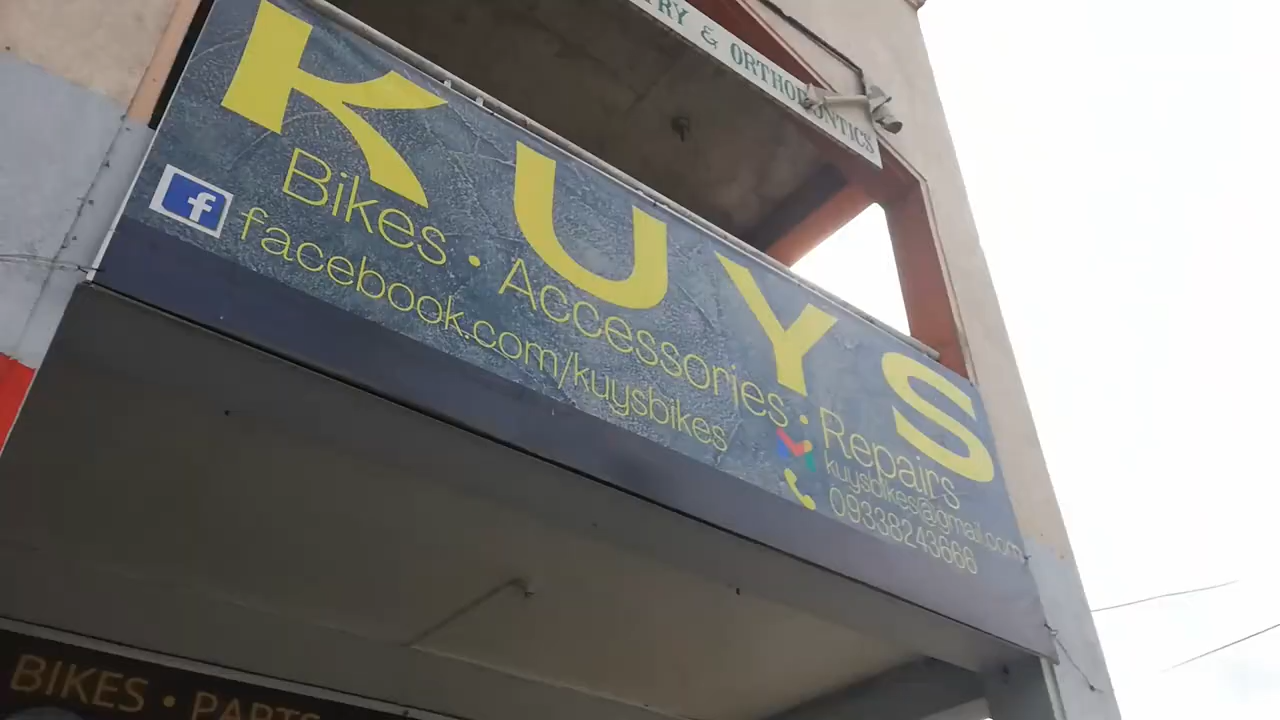 & ORTHODONTICS
KUYS
Bikes • Accessories • Repairs
facebook.com/kuysbikes
kuysbikes@gmail.com
09338243668
BIKES • PARTS